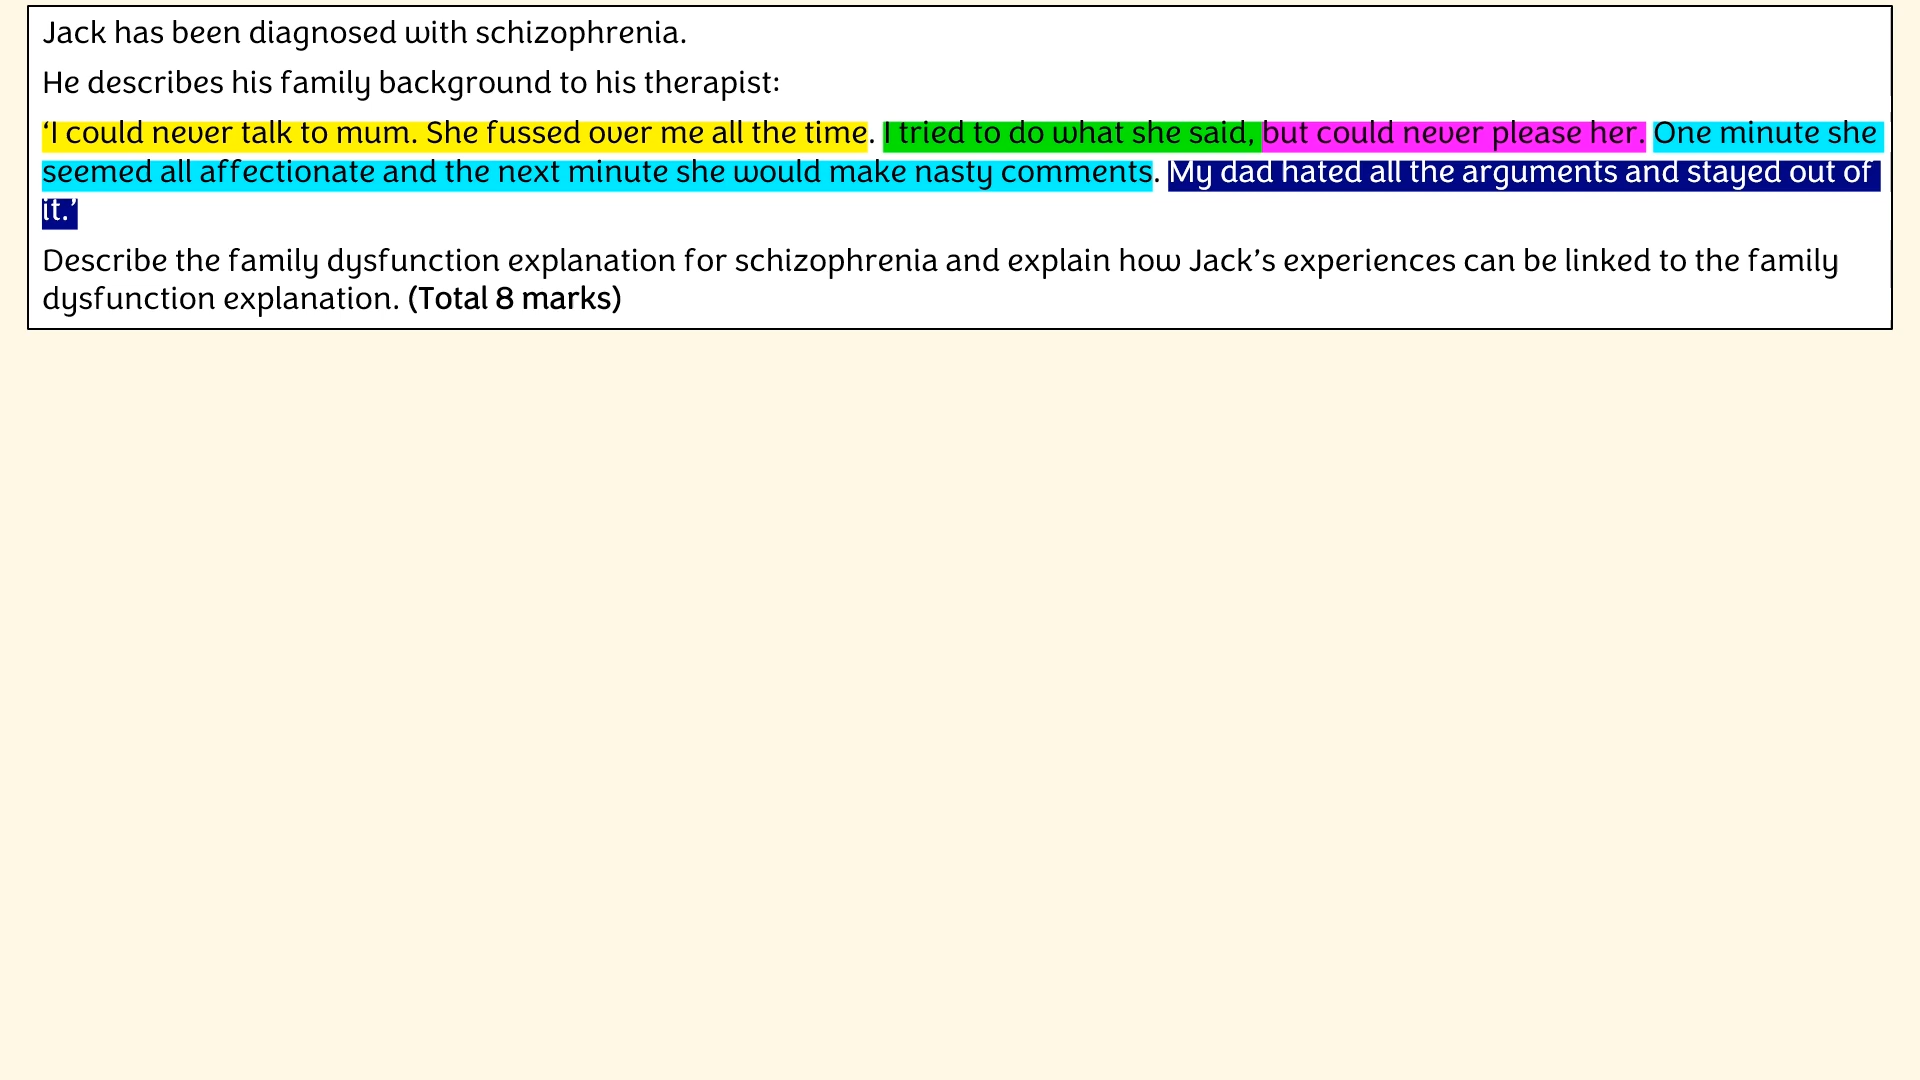 Jack has been diagnosed with schizophrenia.
He describes his family background to his therapist:
‘I could never talk to mum. She fussed over me all the time. I tried to do what she said, but could never please her. One minute she
seemed all affectionate and the next minute she would make nasty comments. My dad hated all the arguments and stayed out of
it.’
Describe the family dysfunction explanation for schizophrenia and explain how Jack’s experiences can be linked to the family
dysfunction explanation. (Total 8 marks)